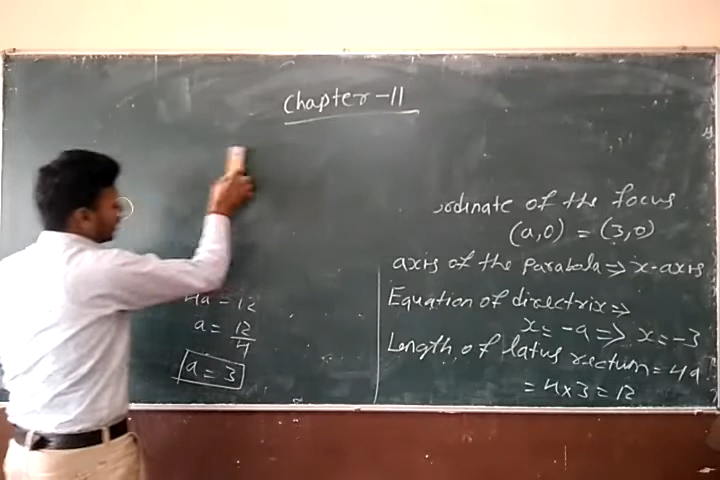 Chapter-11
ordinate of the focus
(a,0) = (3,0)
axis of the parabola ⇒ x-axis
4a = 12
Equation of directrix ⇒
a = 12/4
x = -a ⇒ x = -3
a = 3
Length of latus rectum = 4a
= 4 x 3 = 12